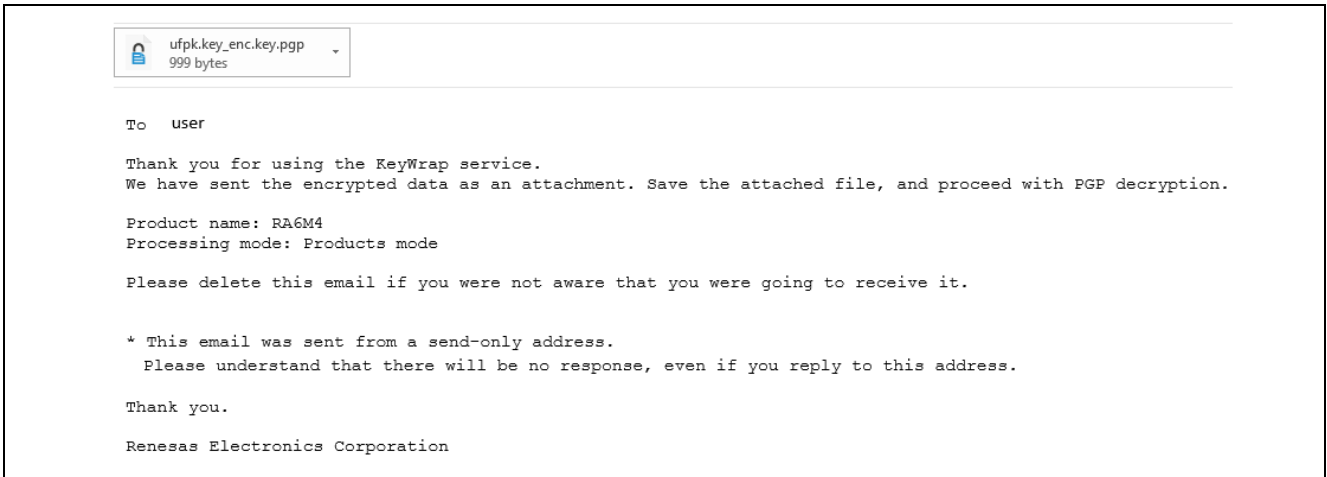 ufpk.key_enc.key.pgp
999 bytes
To user
Thank you for using the KeyWrap service.
We have sent the encrypted data as an attachment. Save the attached file, and proceed with PGP decryption.
Product name: RA6M4
Processing mode: Products mode
Please delete this email if you were not aware that you were going to receive it.
* This email was sent from a send-only address.
Please understand that there will be no response, even if you reply to this address.
Thank you.
Renesas Electronics Corporation